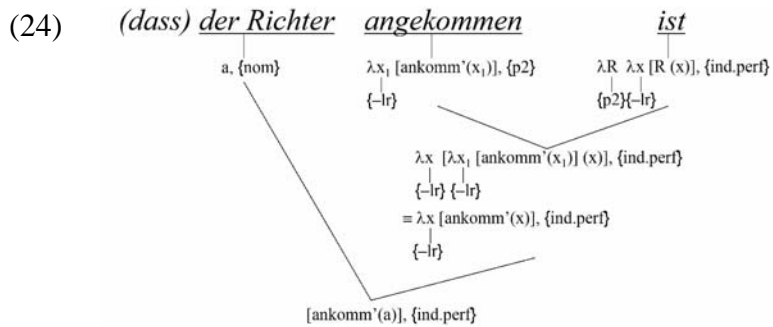 (24) (dass) der Richter angekommen ist
a, {nom} λx₁ [ankomm’(x₁)], {p2} λR λx [R (x)], {ind.perf}
{–lr} {p2}{–lr}
λx [λx₁ [ankomm’(x₁)] (x)], {ind.perf}
{–lr} {–lr}
≡ λx [ankomm’(x)], {ind.perf}
{–lr}
[ankomm’(a)], {ind.perf}